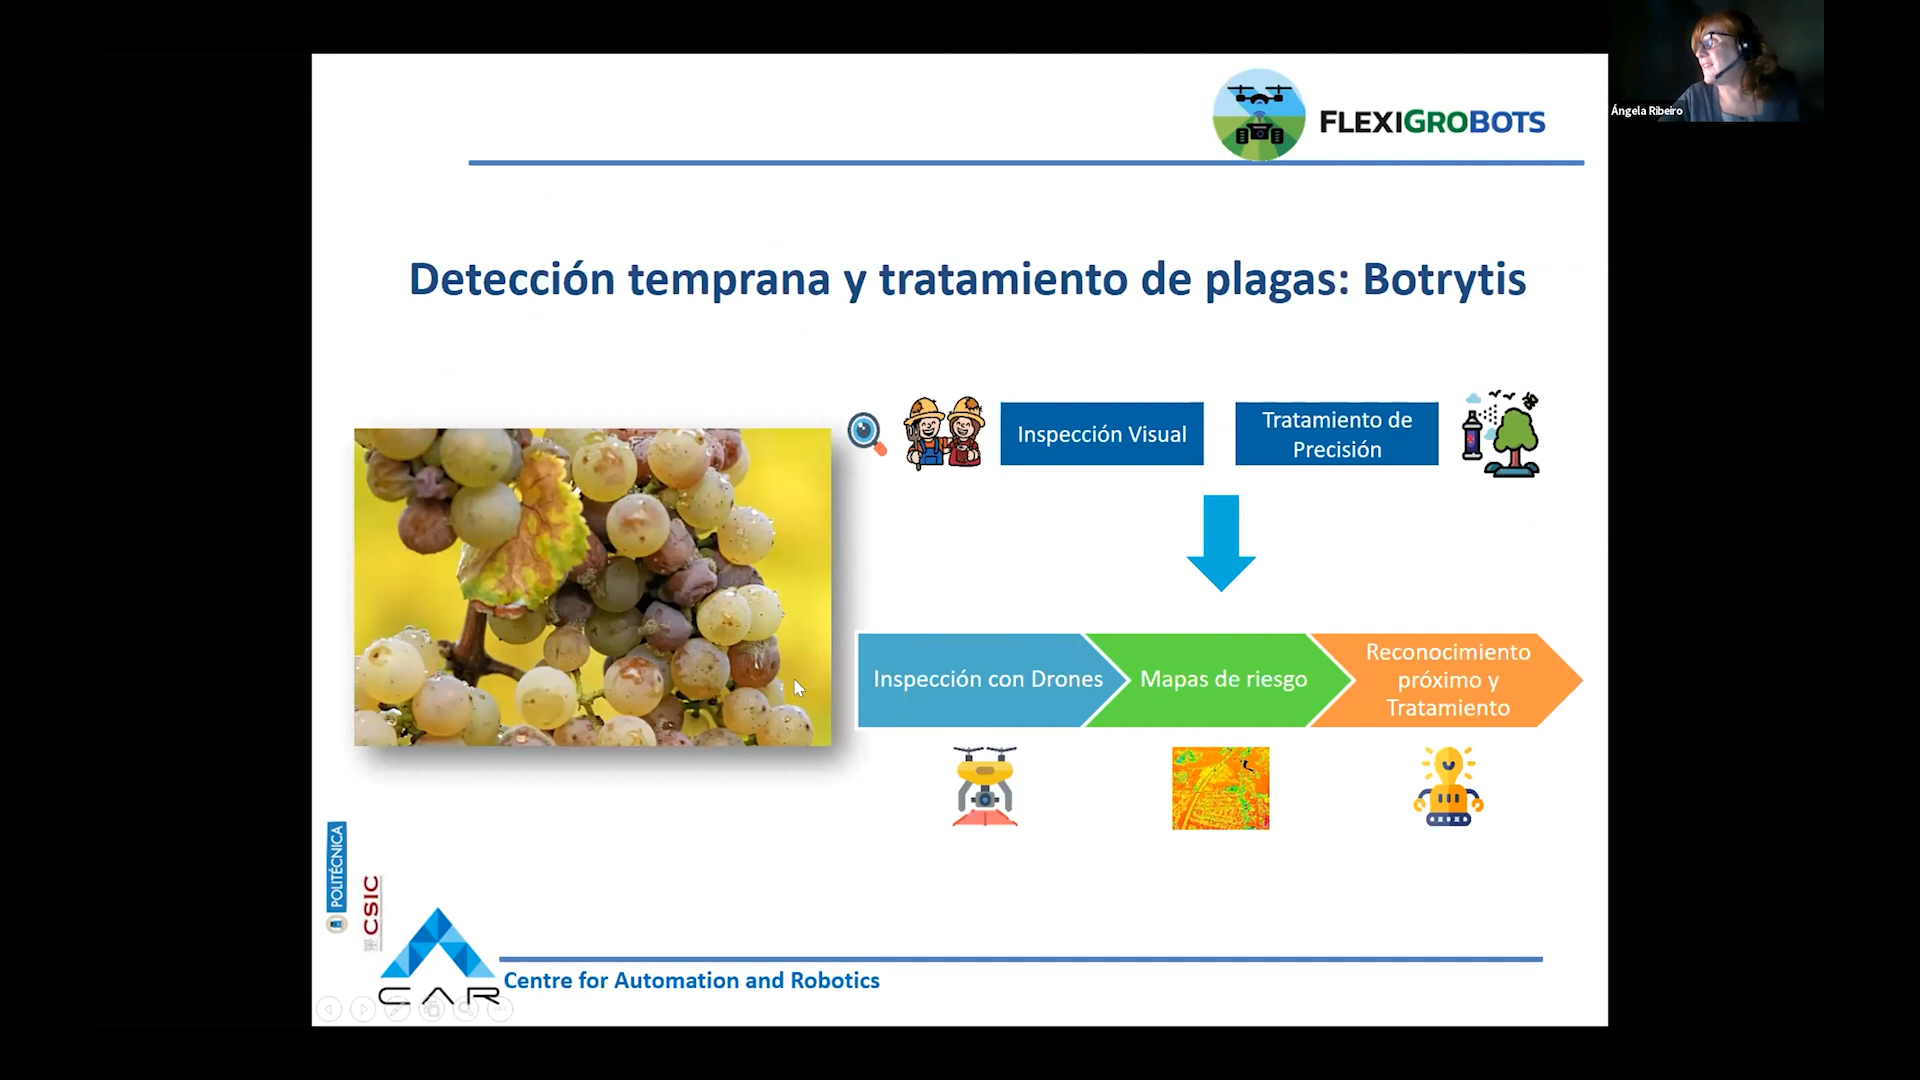 Ángela Ribeiro
FLEXIGROBOTS
Detección temprana y tratamiento de plagas: Botrytis
Inspección Visual
Tratamiento de
Precisión
Inspección con Drones
Mapas de riesgo
Reconocimiento
próximo y
Tratamiento
POLITÉCNICA
CSIC
CAR
Centre for Automation and Robotics